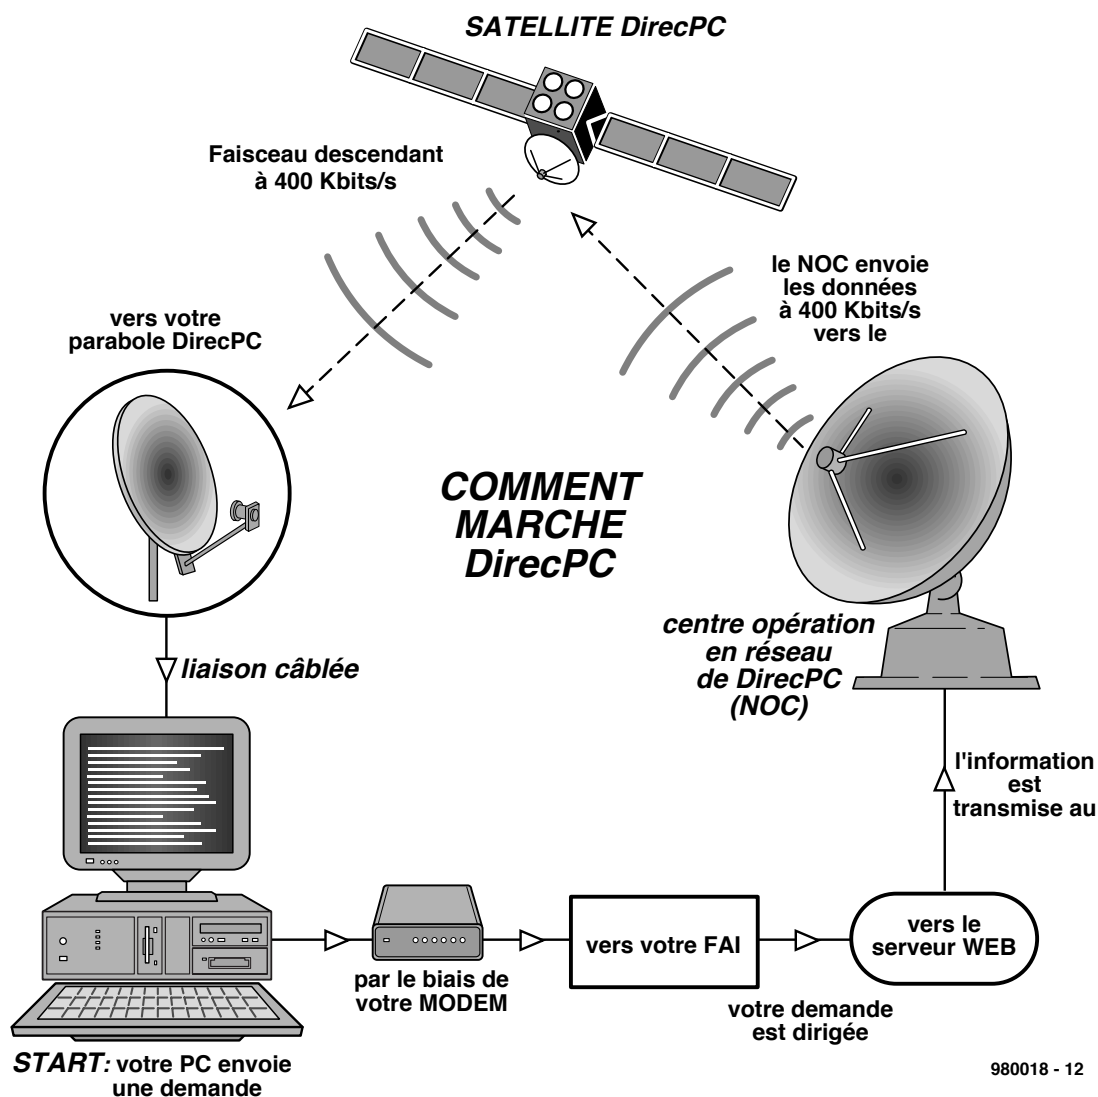 SATELLITE DirecPC
Faisceau descendant
à 400 Kbits/s
le NOC envoie
les données
à 400 Kbits/s
vers le
vers votre
parabole DirecPC
COMMENT
MARCHE
DirecPC
centre opération
en réseau
de DirecPC
(NOC)
liaison câblée
l'information
est
transmise au
vers le
serveur WEB
vers votre FAI
par le biais de
votre MODEM
votre demande
est dirigée
START: votre PC envoie
une demande
980018 - 12